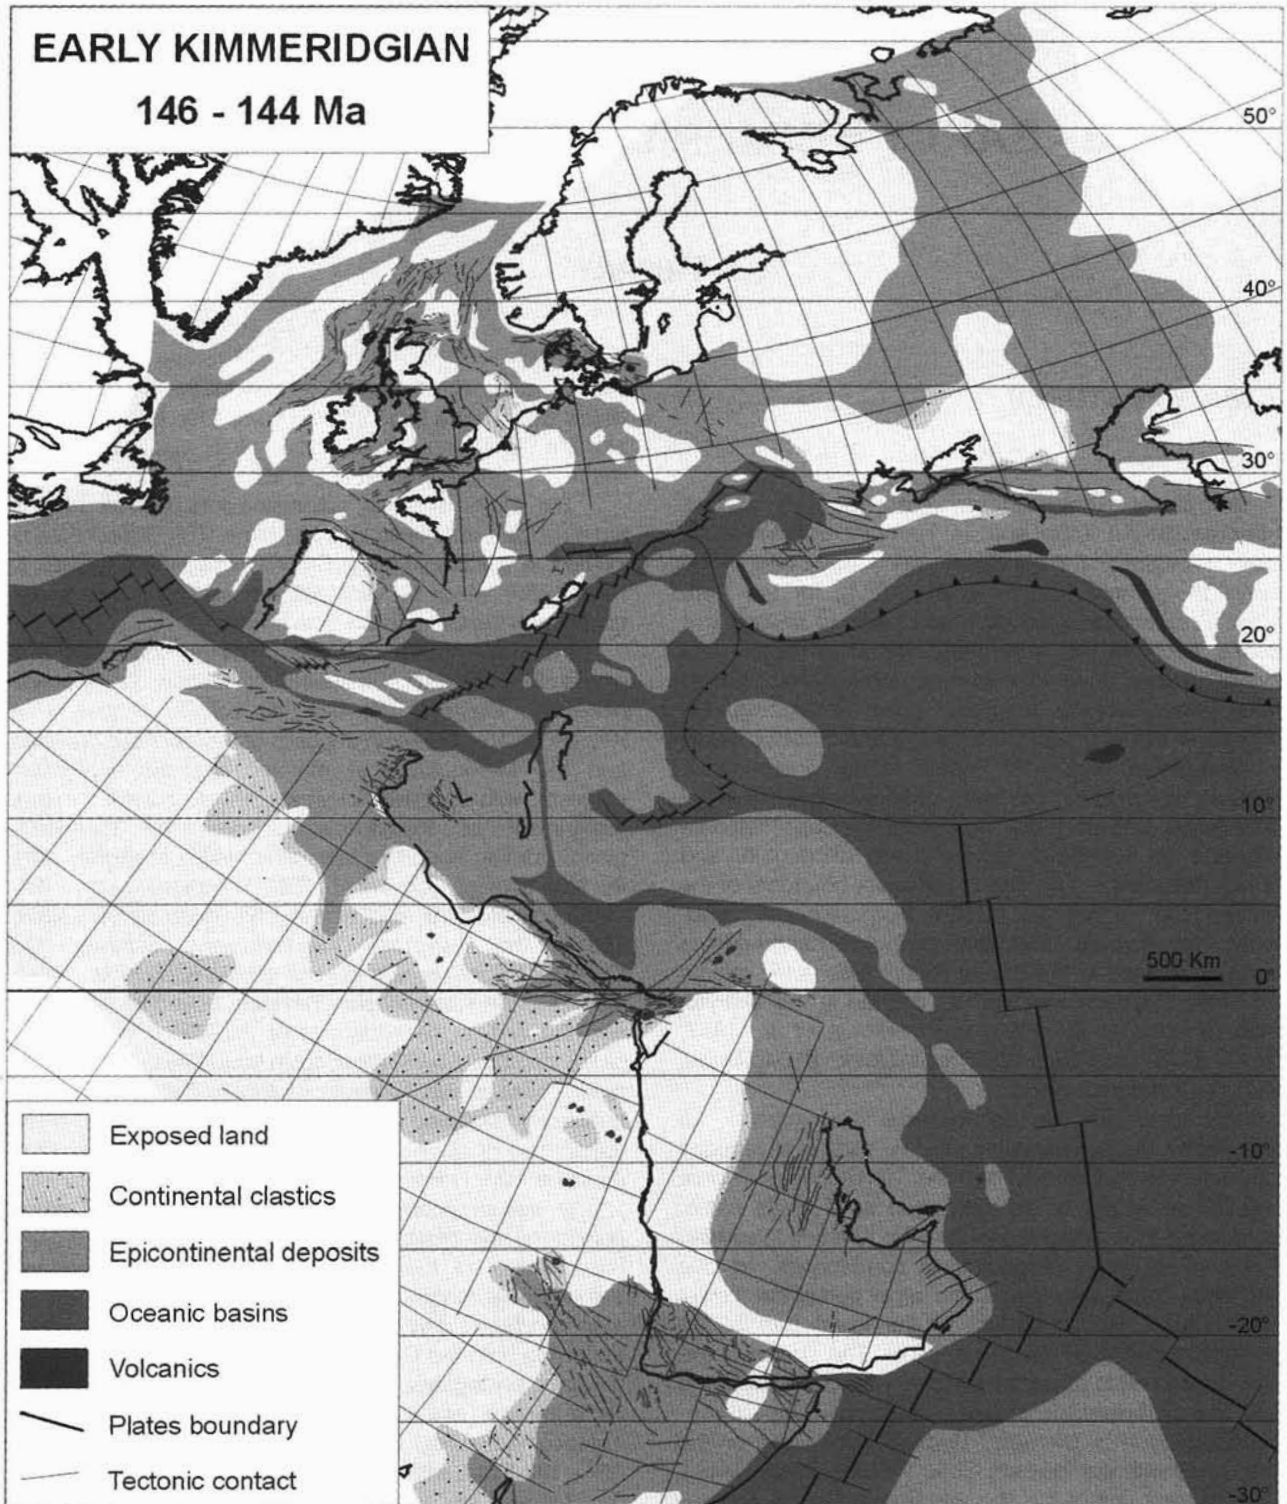 EARLY KIMMERIDGIAN
146 - 144 Ma
50°
40°
30°
20°
10°
500 Km
0°
-10°
-20°
-30°
Exposed land
Continental clastics
Epicontinental deposits
Oceanic basins
Volcanics
Plates boundary
Tectonic contact